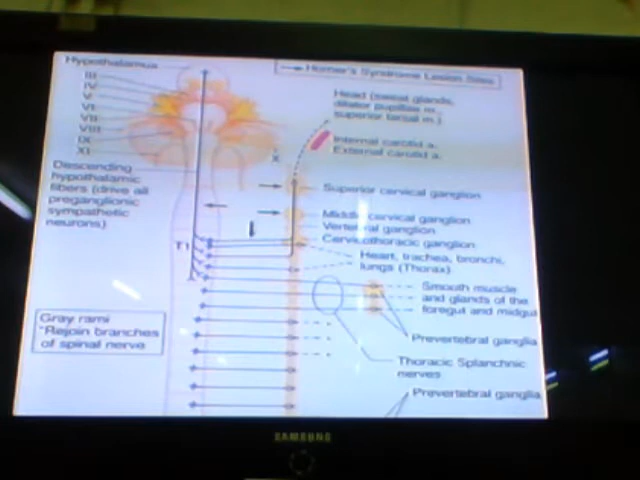 Hypothalamus
Horner's Syndrome Lesion Sites
III
IV
V
VI
VII
VIII
IX
XI
X
Head (sweat glands,
dilator pupillae m.,
superior tarsal m.)
Internal carotid a.
External carotid a.
Descending
hypothalamic
fibers (drive all
preganglionic
sympathetic
neurons)
Superior cervical ganglion
Middle cervical ganglion
Vertebral ganglion
Cervicothoracic ganglion
T1
Heart, trachea, bronchi,
lungs (Thorax)
Smooth muscle
and glands of the
foregut and midgut
Gray rami
*Rejoin branches
of spinal nerve
Prevertebral ganglia
Thoracic Splanchnic
nerves
Prevertebral ganglia
SAMSUNG